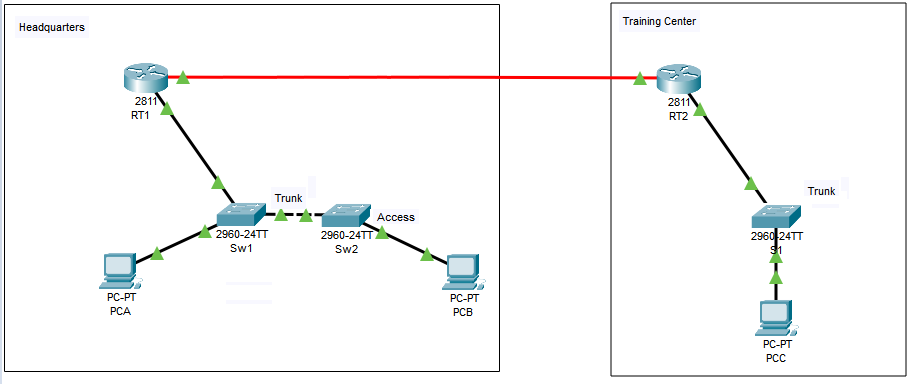 Headquarters
Training Center
2811
RT1
2811
RT2
Trunk
Trunk
Access
2960-24TT
Sw1
2960-24TT
Sw2
2960-24TT
S1
PC-PT
PCA
PC-PT
PCB
PC-PT
PCC